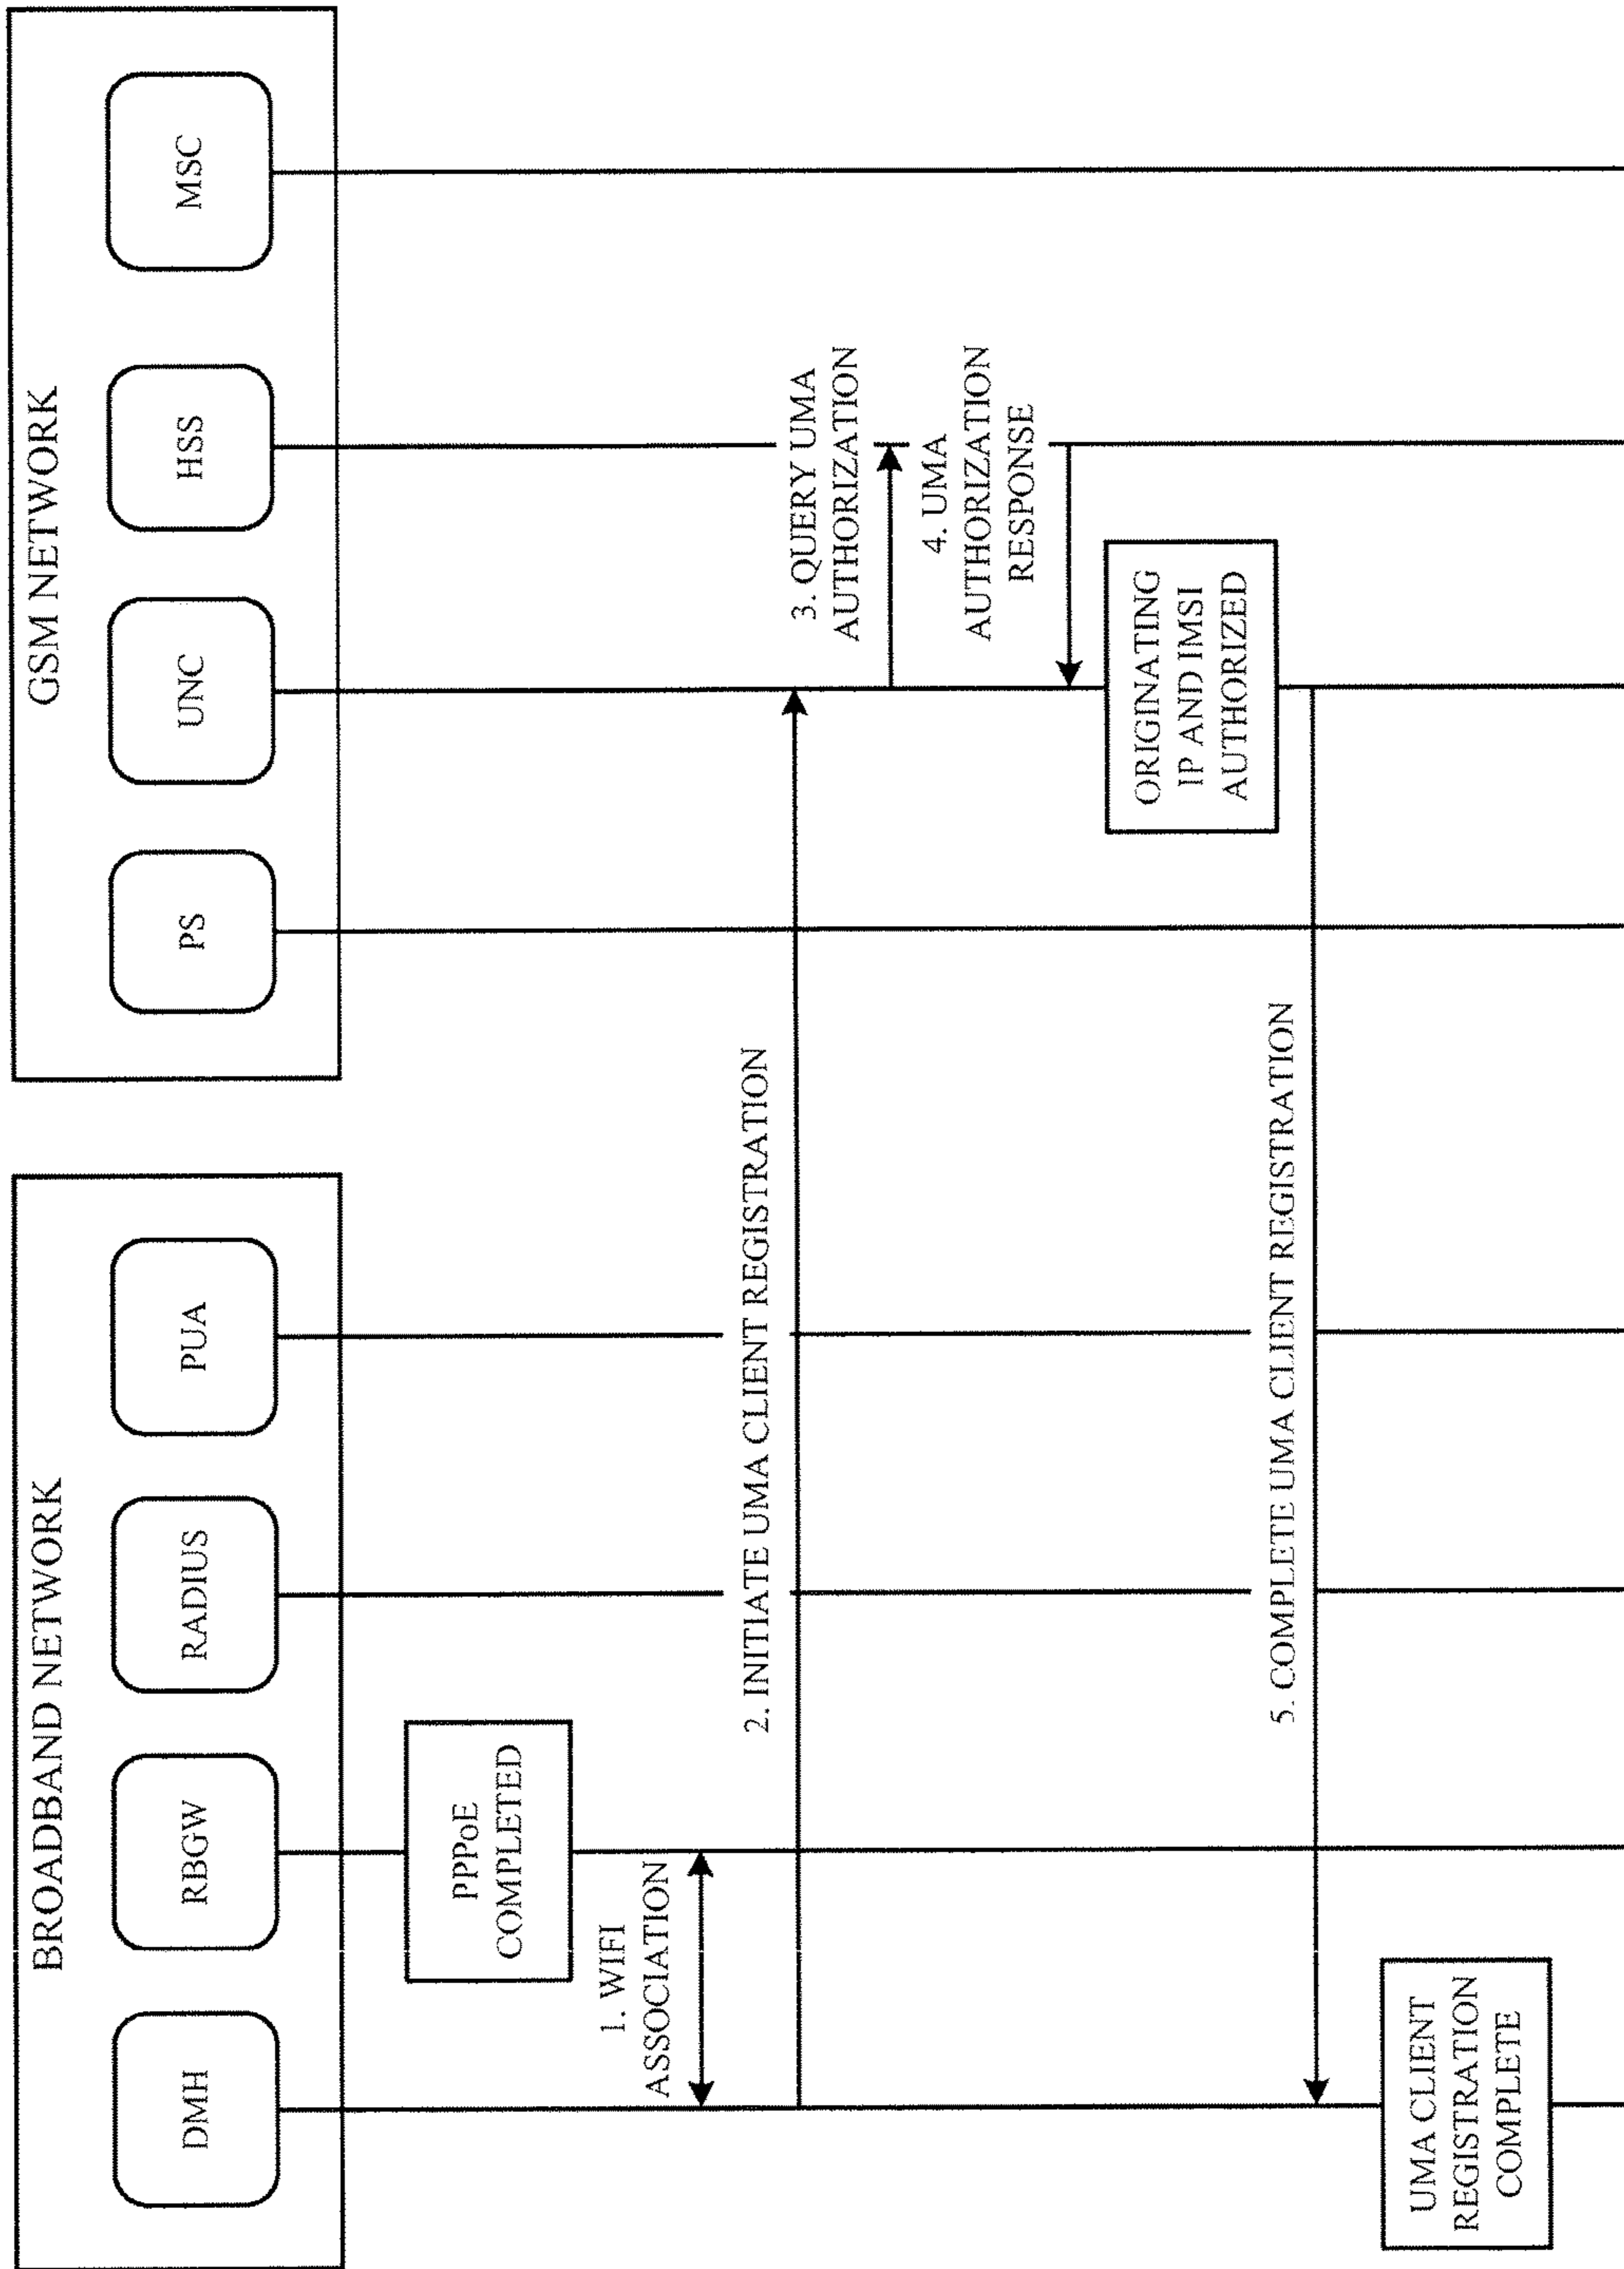 BROADBAND NETWORK
GSM NETWORK
DMH
RBGW
RADIUS
PUA
PS
UNC
HSS
MSC
PPPoE
COMPLETED
1. WIFI
ASSOCIATION
2. INITIATE UMA CLIENT REGISTRATION
3. QUERY UMA
AUTHORIZATION
4. UMA
AUTHORIZATION
RESPONSE
ORIGINATING
IP AND IMSI
AUTHORIZED
5. COMPLETE UMA CLIENT REGISTRATION
UMA CLIENT
REGISTRATION
COMPLETE